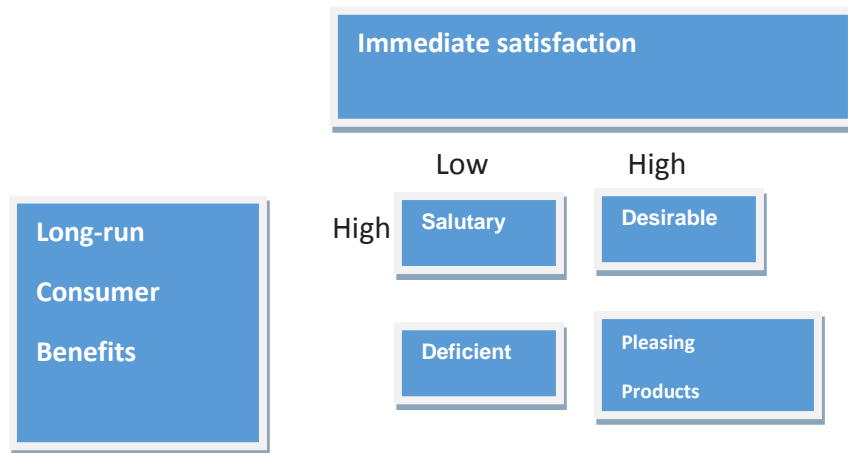 Immediate satisfaction
Low High
Long-run
Consumer
Benefits
High
Salutary
Desirable
Deficient
Pleasing
Products